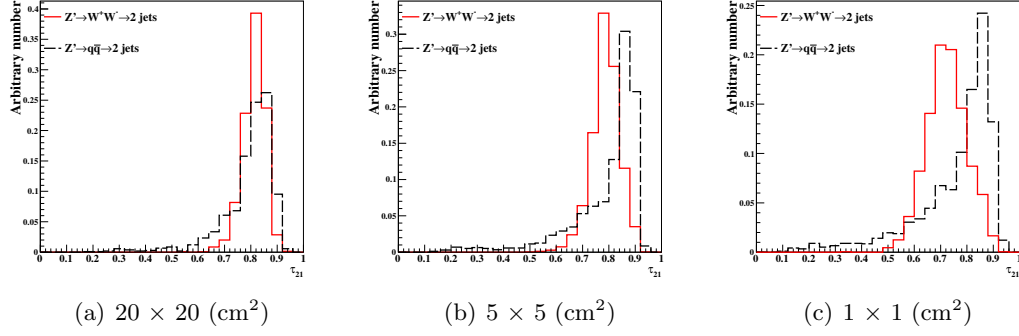 Arbitrary number
0.4
0.35
0.3
0.25
0.2
0.15
0.1
0.05
0
Z'→W⁺W⁻→2 jets
Z'→qq̅→2 jets
0 0.1 0.2 0.3 0.4 0.5 0.6 0.7 0.8 0.9 1
τ₂₁
(a) 20 × 20 (cm²)
Arbitrary number
0.3
0.25
0.2
0.15
0.1
0.05
0
Z'→W⁺W⁻→2 jets
Z'→qq̅→2 jets
0 0.1 0.2 0.3 0.4 0.5 0.6 0.7 0.8 0.9 1
τ₂₁
(b) 5 × 5 (cm²)
Arbitrary number
0.25
0.2
0.15
0.1
0.05
0
Z'→W⁺W⁻→2 jets
Z'→qq̅→2 jets
0 0.1 0.2 0.3 0.4 0.5 0.6 0.7 0.8 0.9 1
τ₂₁
(c) 1 × 1 (cm²)